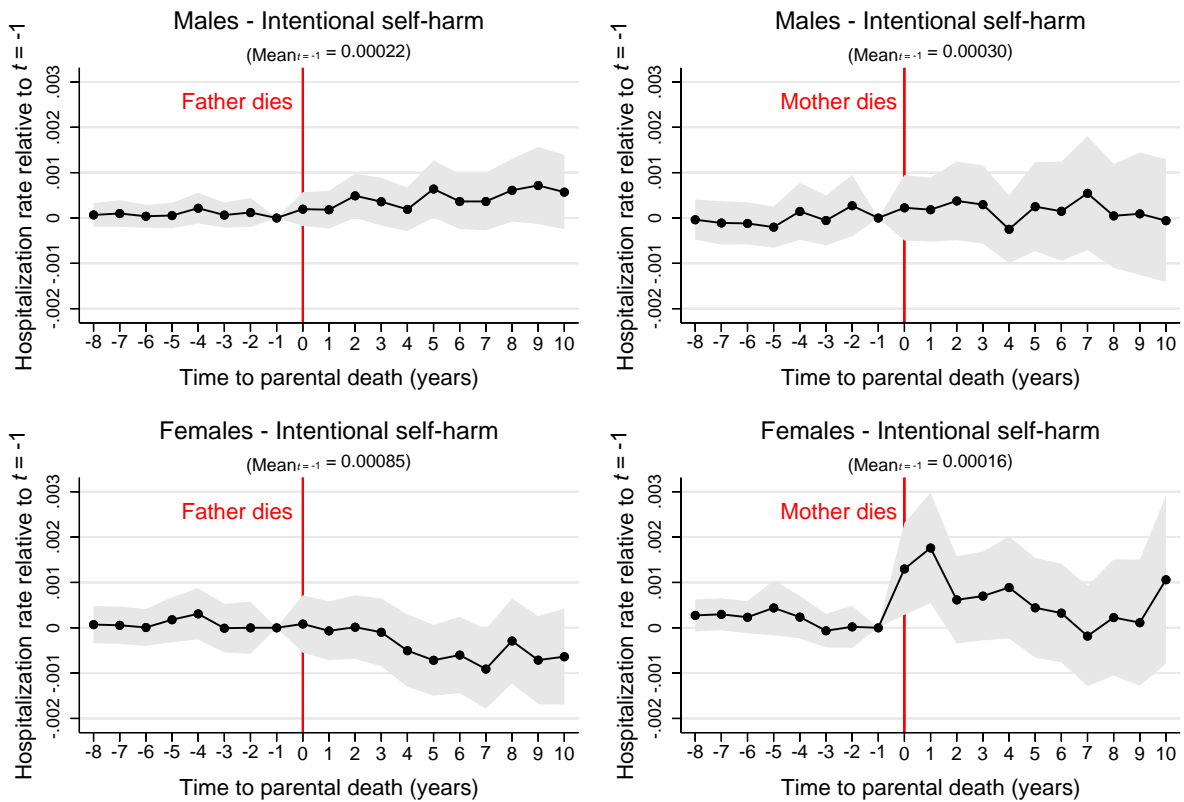 Males - Intentional self-harm
(Mean t = -1 = 0.00022)
Hospitalization rate relative to t = -1
.003
.002
.001
0
-.001
-.002
Father dies
-8 -7 -6 -5 -4 -3 -2 -1 0 1 2 3 4 5 6 7 8 9 10
Time to parental death (years)
Males - Intentional self-harm
(Mean t = -1 = 0.00030)
Hospitalization rate relative to t = -1
.003
.002
.001
0
-.001
-.002
Mother dies
-8 -7 -6 -5 -4 -3 -2 -1 0 1 2 3 4 5 6 7 8 9 10
Time to parental death (years)
Females - Intentional self-harm
(Mean t = -1 = 0.00085)
Hospitalization rate relative to t = -1
.003
.002
.001
0
-.001
-.002
Father dies
-8 -7 -6 -5 -4 -3 -2 -1 0 1 2 3 4 5 6 7 8 9 10
Time to parental death (years)
Females - Intentional self-harm
(Mean t = -1 = 0.00016)
Hospitalization rate relative to t = -1
.003
.002
.001
0
-.001
-.002
Mother dies
-8 -7 -6 -5 -4 -3 -2 -1 0 1 2 3 4 5 6 7 8 9 10
Time to parental death (years)